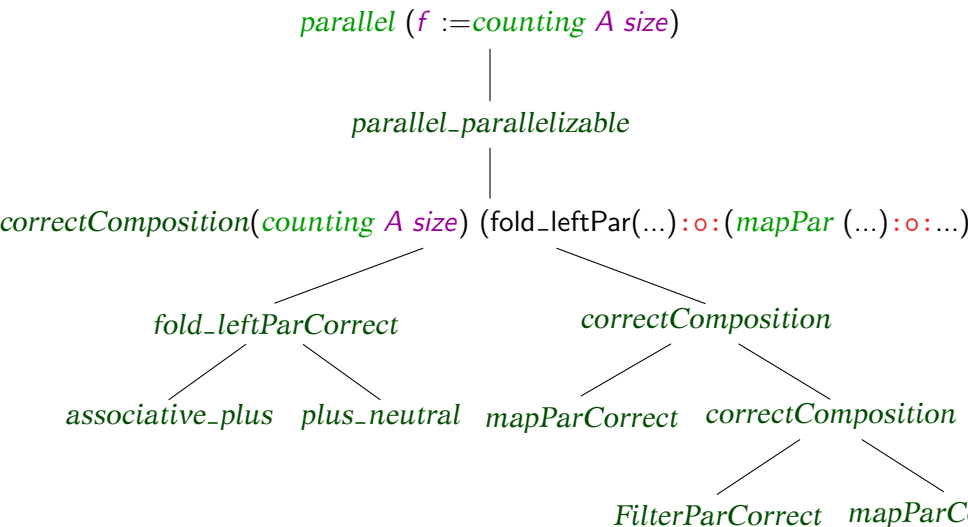 parallel (f :=counting A size)
parallel_parallelizable
correctComposition(counting A size) (fold_leftPar(...):o:(mapPar (...):o:...)
fold_leftParCorrect correctComposition
associative_plus plus_neutral mapParCorrect correctComposition
FilterParCorrect